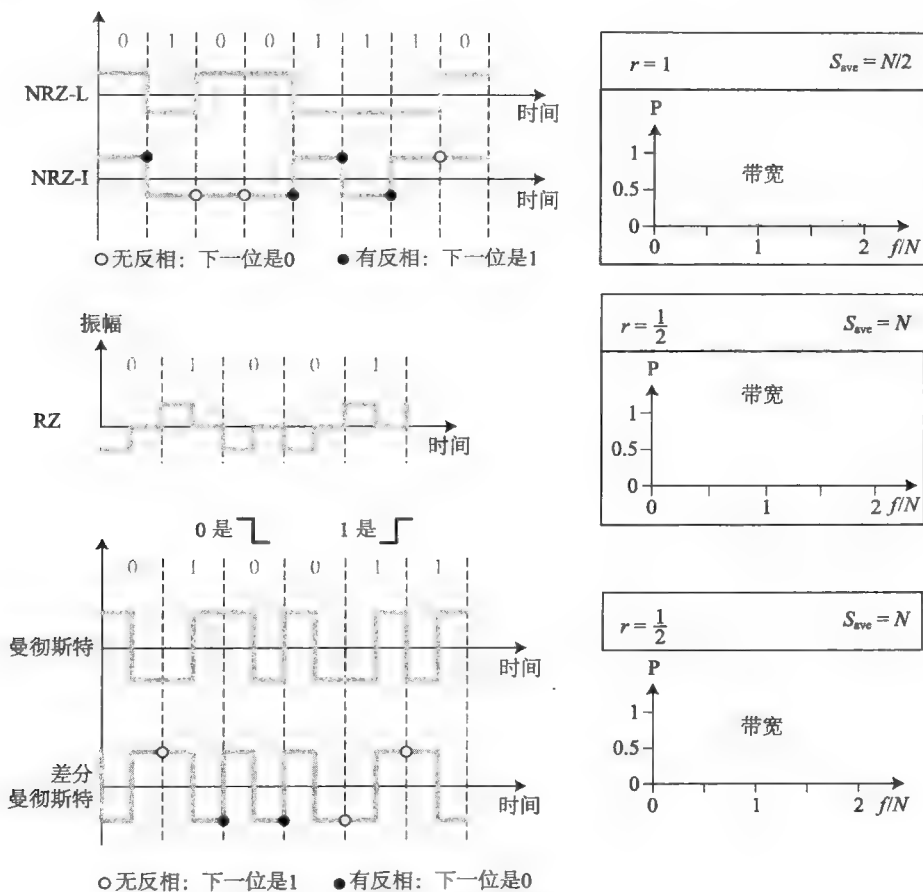 0 1 0 0 1 1 1 0
NRZ-L
时间
NRZ-I
时间
○无反相：下一位是0 ●有反相：下一位是1
r = 1 S_ave = N/2
P
1
带宽
0.5
0
0 1 2 f/N
振幅
0 1 0 0 1
RZ
时间
r = 1/2 S_ave = N
P
带宽
1
0.5
0
0 1 2 f/N
0 是 1 是
0 1 0 0 1 1
曼彻斯特
时间
差分
曼彻斯特
时间
○无反相：下一位是1 ●有反相：下一位是0
r = 1/2 S_ave = N
P
1
带宽
0.5
0
0 1 2 f/N